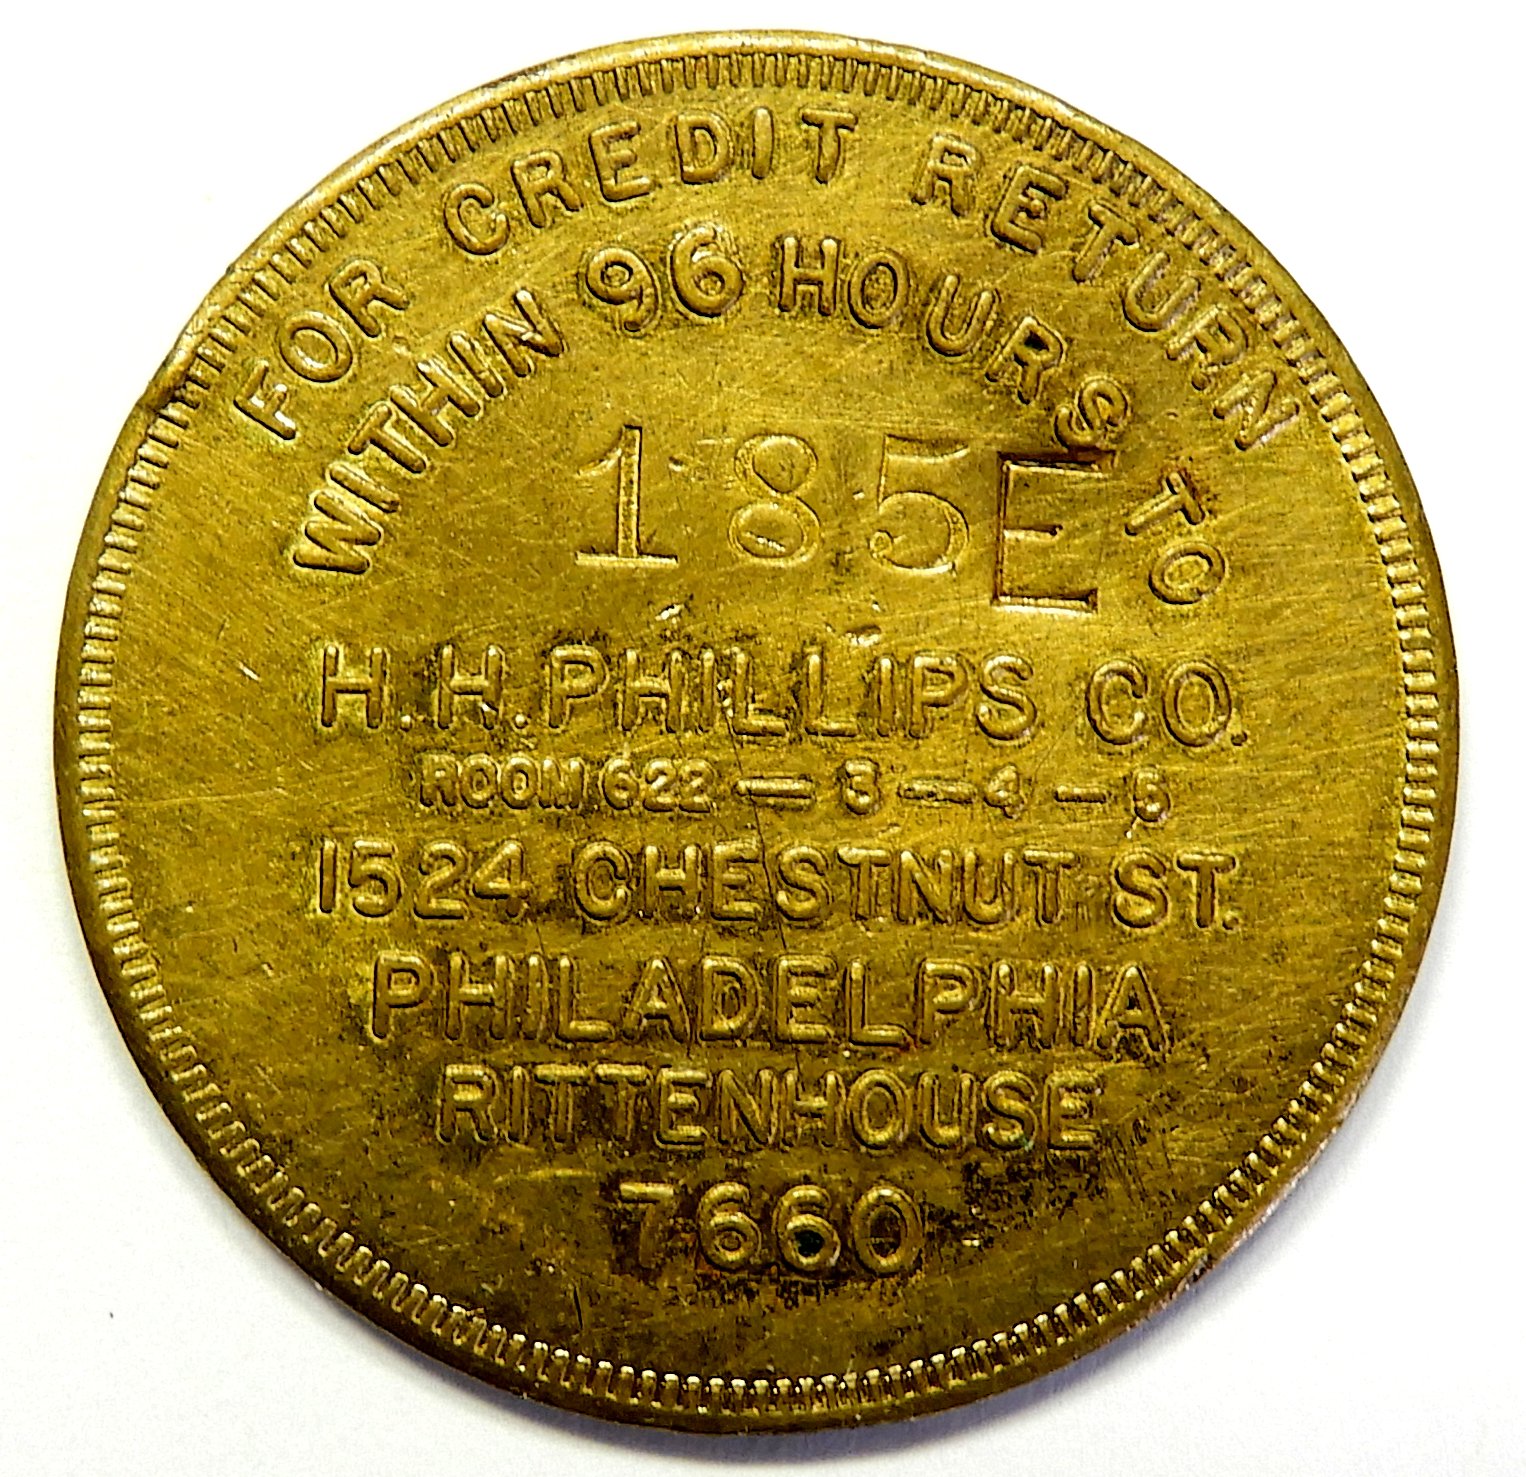 FOR CREDIT RETURN
WITHIN 96 HOURS TO
185E
H.H. PHILLIPS CO.
ROOM 622 – 3 – 4 – 5
1524 CHESTNUT ST.
PHILADELPHIA
RITTENHOUSE
7660